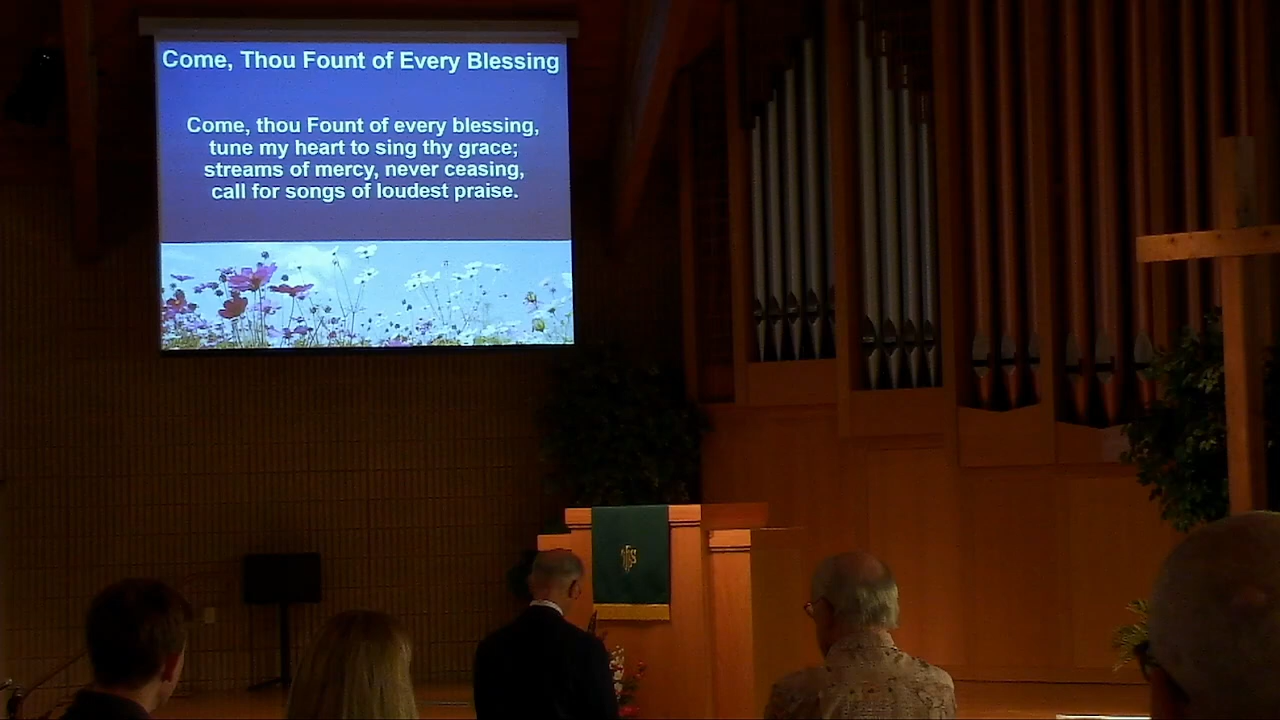 Come, Thou Fount of Every Blessing
Come, thou Fount of every blessing,
tune my heart to sing thy grace;
streams of mercy, never ceasing,
call for songs of loudest praise.